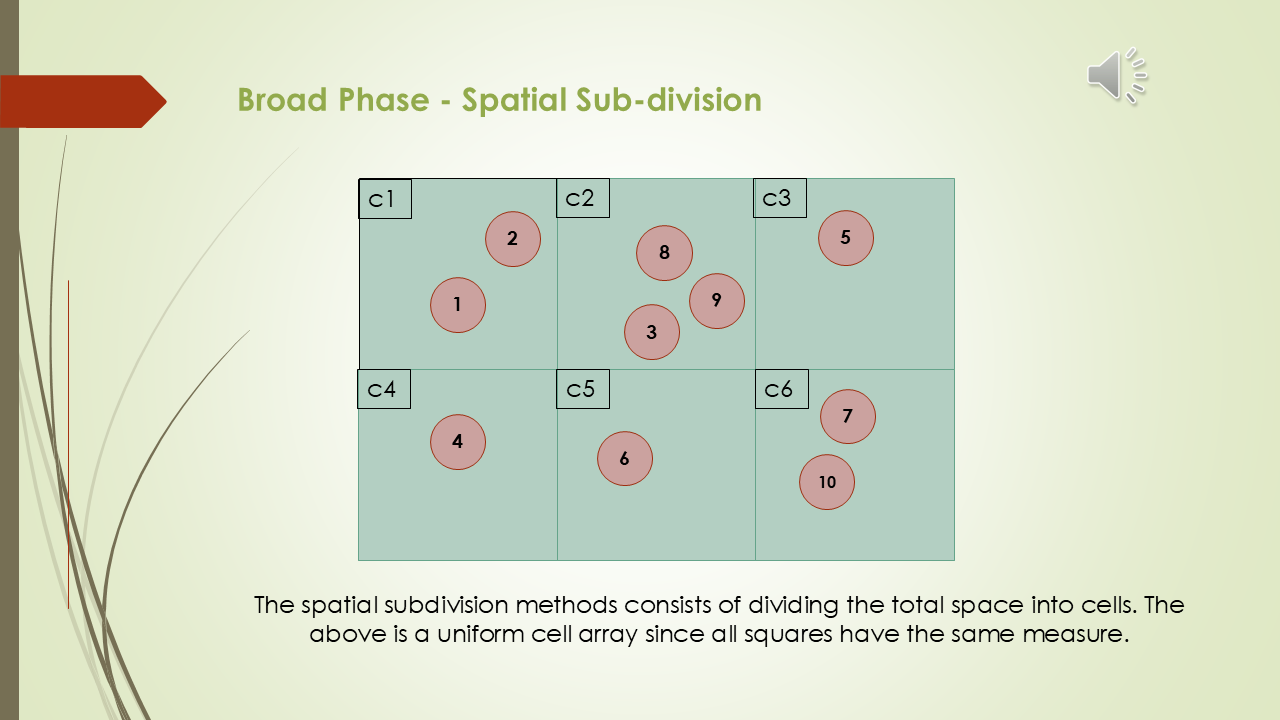 Broad Phase - Spatial Sub-division
c1
c2
c3
2
8
5
1
9
3
c4
c5
c6
7
4
6
10
The spatial subdivision methods consists of dividing the total space into cells. The
above is a uniform cell array since all squares have the same measure.